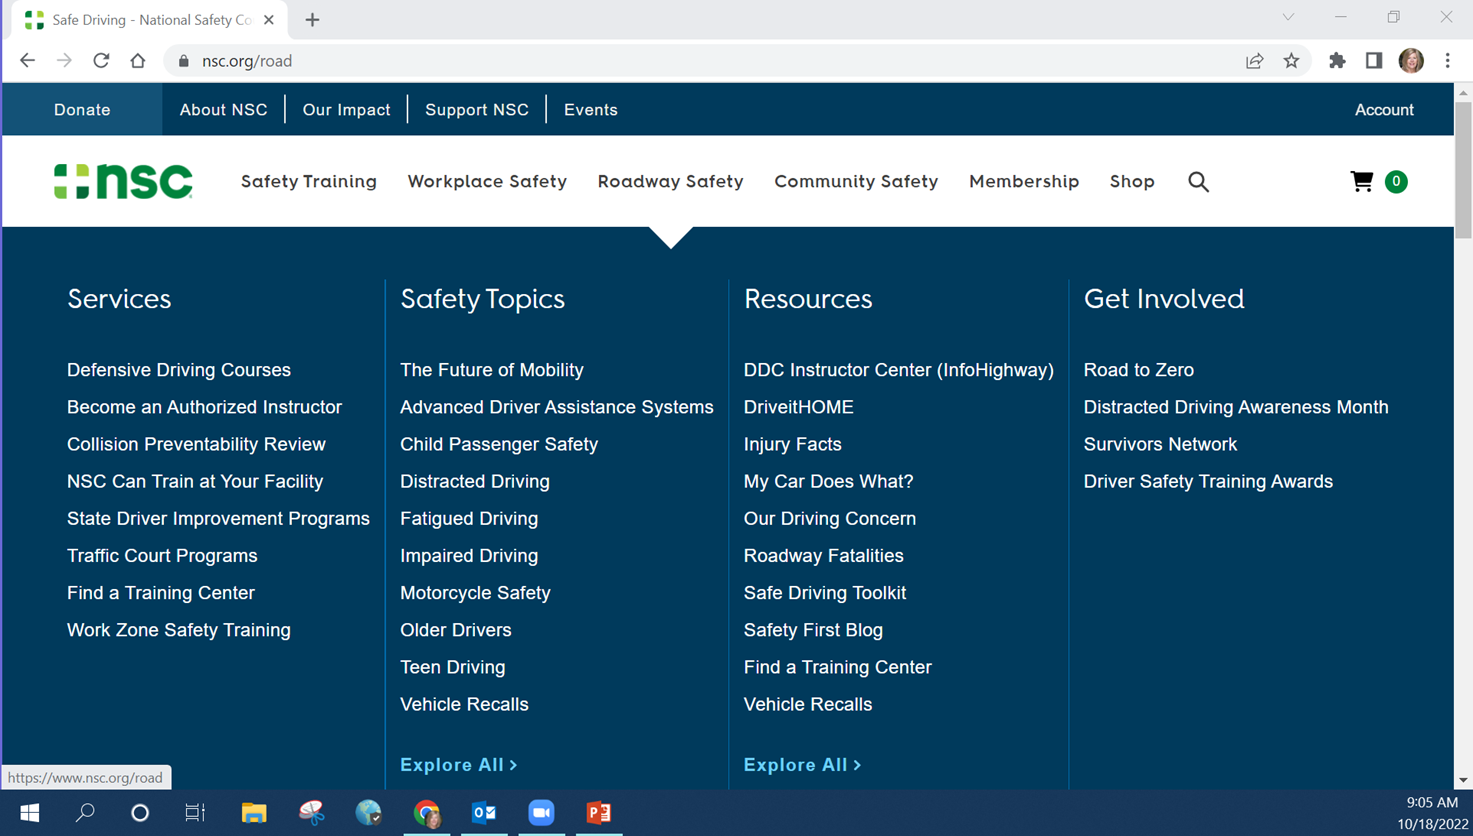 Safe Driving - National Safety Co
nsc.org/road
Donate
About NSC
Our Impact
Support NSC
Events
Account
nsc
Safety Training
Workplace Safety
Roadway Safety
Community Safety
Membership
Shop
0
Services
Defensive Driving Courses
Become an Authorized Instructor
Collision Preventability Review
NSC Can Train at Your Facility
State Driver Improvement Programs
Traffic Court Programs
Find a Training Center
Work Zone Safety Training
Safety Topics
The Future of Mobility
Advanced Driver Assistance Systems
Child Passenger Safety
Distracted Driving
Fatigued Driving
Impaired Driving
Motorcycle Safety
Older Drivers
Teen Driving
Vehicle Recalls
Explore All >
Resources
DDC Instructor Center (InfoHighway)
DriveitHOME
Injury Facts
My Car Does What?
Our Driving Concern
Roadway Fatalities
Safe Driving Toolkit
Safety First Blog
Find a Training Center
Vehicle Recalls
Explore All >
Get Involved
Road to Zero
Distracted Driving Awareness Month
Survivors Network
Driver Safety Training Awards
https://www.nsc.org/road
9:05 AM
10/18/2022